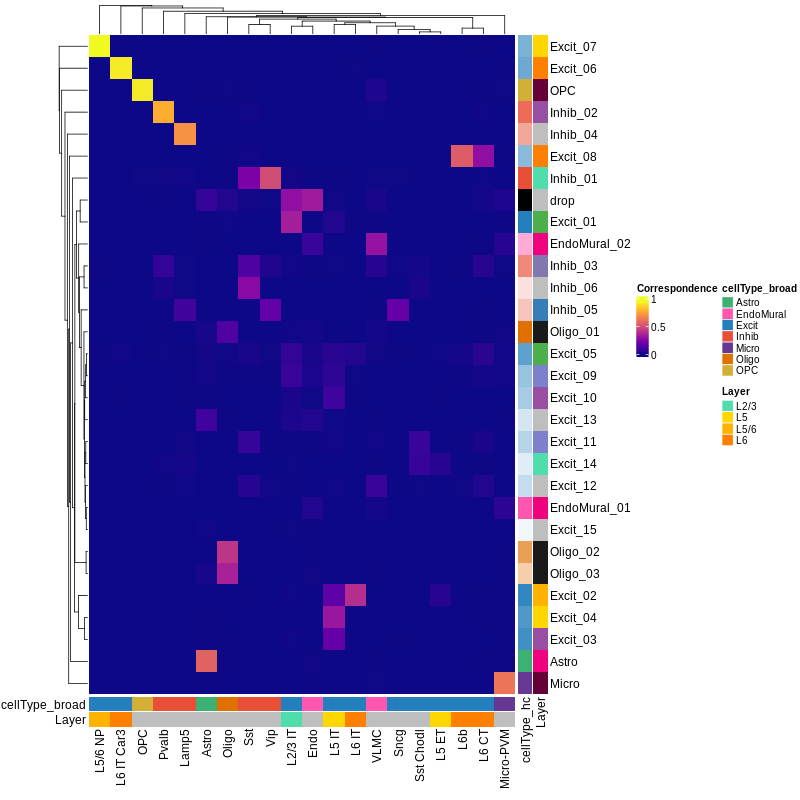 Excit_07
Excit_06
OPC
Inhib_02
Inhib_04
Excit_08
Inhib_01
drop
Excit_01
EndoMural_02
Inhib_03
Inhib_06
Inhib_05
Oligo_01
Excit_05
Excit_09
Excit_10
Excit_13
Excit_11
Excit_14
Excit_12
EndoMural_01
Excit_15
Oligo_02
Oligo_03
Excit_02
Excit_04
Excit_03
Astro
Micro
cellType_broad
Layer
L5/6 NP
L6 IT Car3
OPC
Pvalb
Lamp5
Astro
Oligo
Sst
Vip
L2/3 IT
Endo
L5 IT
L6 IT
VLMC
Sncg
Sst Chodl
L5 ET
L6b
L6 CT
Micro-PVM
cellType_hc
Layer
Correspondence
1
0.5
0
cellType_broad
Astro
EndoMural
Excit
Inhib
Micro
Oligo
OPC
Layer
L2/3
L5
L5/6
L6